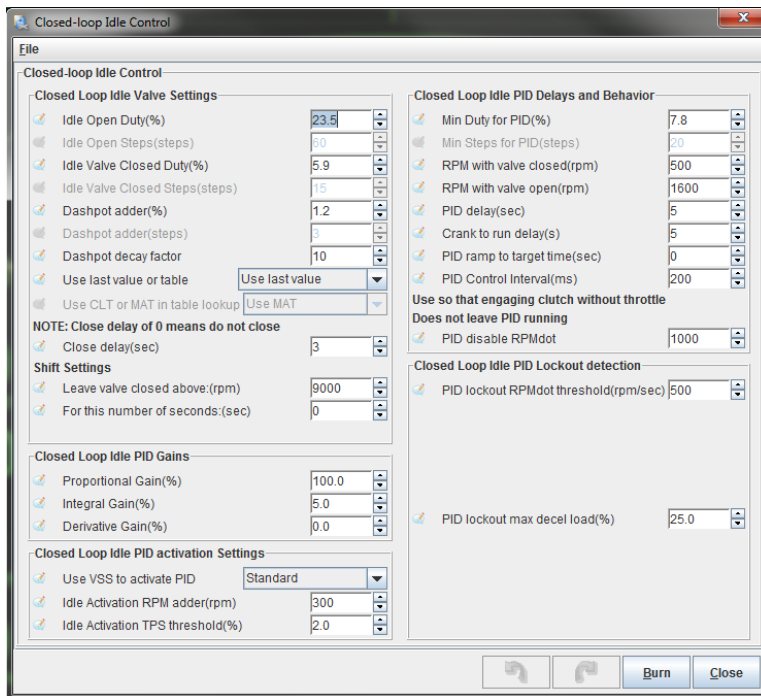 Closed-loop Idle Control
File
Closed-loop Idle Control
Closed Loop Idle Valve Settings
Idle Open Duty(%) 23.5
Idle Open Steps(steps) 60
Idle Valve Closed Duty(%) 5.9
Idle Valve Closed Steps(steps) 15
Dashpot adder(%) 1.2
Dashpot adder(steps) 3
Dashpot decay factor 10
Use last value or table Use last value
Use CLT or MAT in table lookup Use MAT
NOTE: Close delay of 0 means do not close
Close delay(sec) 3
Shift Settings
Leave valve closed above:(rpm) 9000
For this number of seconds:(sec) 0
Closed Loop Idle PID Gains
Proportional Gain(%) 100.0
Integral Gain(%) 5.0
Derivative Gain(%) 0.0
Closed Loop Idle PID activation Settings
Use VSS to activate PID Standard
Idle Activation RPM adder(rpm) 300
Idle Activation TPS threshold(%) 2.0
Closed Loop Idle PID Delays and Behavior
Min Duty for PID(%) 7.8
Min Steps for PID(steps) 20
RPM with valve closed(rpm) 500
RPM with valve open(rpm) 1600
PID delay(sec) 5
Crank to run delay(s) 5
PID ramp to target time(sec) 0
PID Control Interval(ms) 200
Use so that engaging clutch without throttle
Does not leave PID running
PID disable RPMdot 1000
Closed Loop Idle PID Lockout detection
PID lockout RPMdot threshold(rpm/sec) 500
PID lockout max decel load(%) 25.0
Burn Close